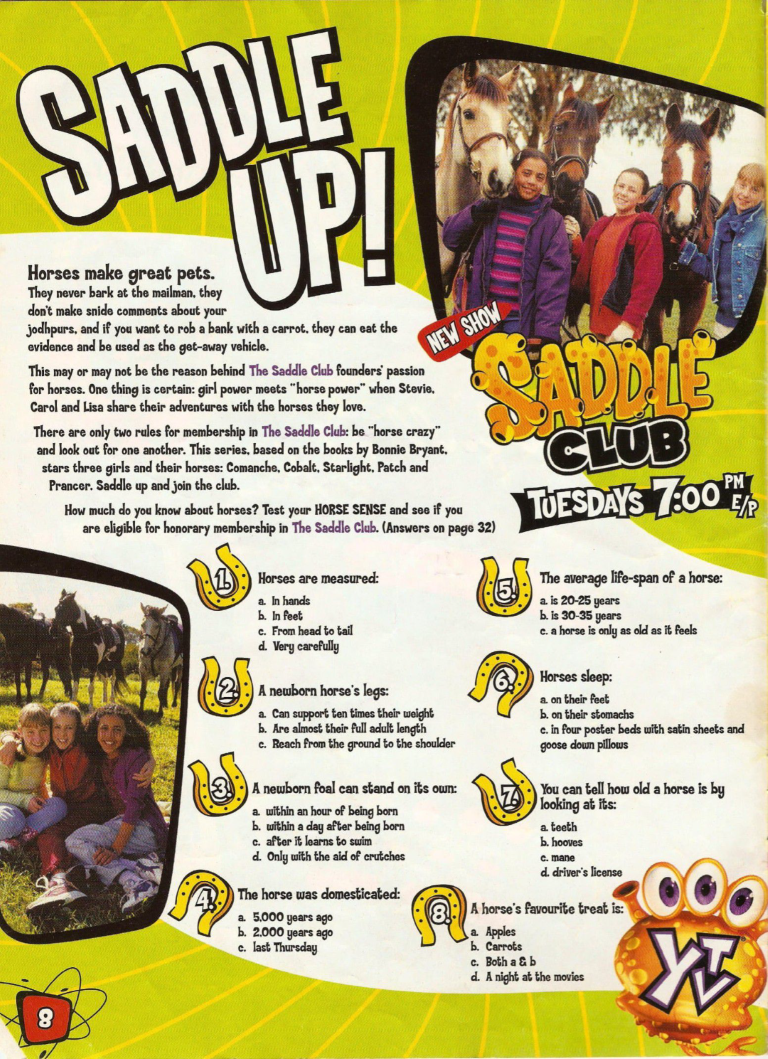 SADDLE
UP!
Horses make great pets.
They never bark at the mailman, they
don't make snide comments about your
jodhpurs, and if you want to rob a bank with a carrot, they can eat the
evidence and be used as the get-away vehicle.
This may or may not be the reason behind The Saddle Club founders' passion
for horses. One thing is certain: girl power meets "horse power" when Stevie,
Carol and Lisa share their adventures with the horses they love.
There are only two rules for membership in The Saddle Club: be "horse crazy"
and look out for one another. This series, based on the books by Bonnie Bryant,
stars three girls and their horses: Comanche, Cobalt, Starlight, Patch and
Prancer. Saddle up and join the club.
How much do you know about horses? Test your HORSE SENSE and see if you
are eligible for honorary membership in The Saddle Club. (Answers on page 32)
NEW SHOW
SADDLE
CLUB
TUESDAYS 7:00 PM E/P
1. Horses are measured:
a. In hands
b. In feet
c. From head to tail
d. Very carefully
2. A newborn horse's legs:
a. Can support ten times their weight
b. Are almost their full adult length
c. Reach from the ground to the shoulder
3. A newborn foal can stand on its own:
a. within an hour of being born
b. within a day after being born
c. after it learns to swim
d. Only with the aid of crutches
4. The horse was domesticated:
a. 5,000 years ago
b. 2,000 years ago
c. last Thursday
5. The average life-span of a horse:
a. is 20-25 years
b. is 30-35 years
c. a horse is only as old as it feels
6. Horses sleep:
a. on their feet
b. on their stomachs
c. in four poster beds with satin sheets and
goose down pillows
7. You can tell how old a horse is by
looking at its:
a. teeth
b. hooves
c. mane
d. driver's license
8. A horse's favourite treat is:
a. Apples
b. Carrots
c. Both a & b
d. A night at the movies
YTV
8